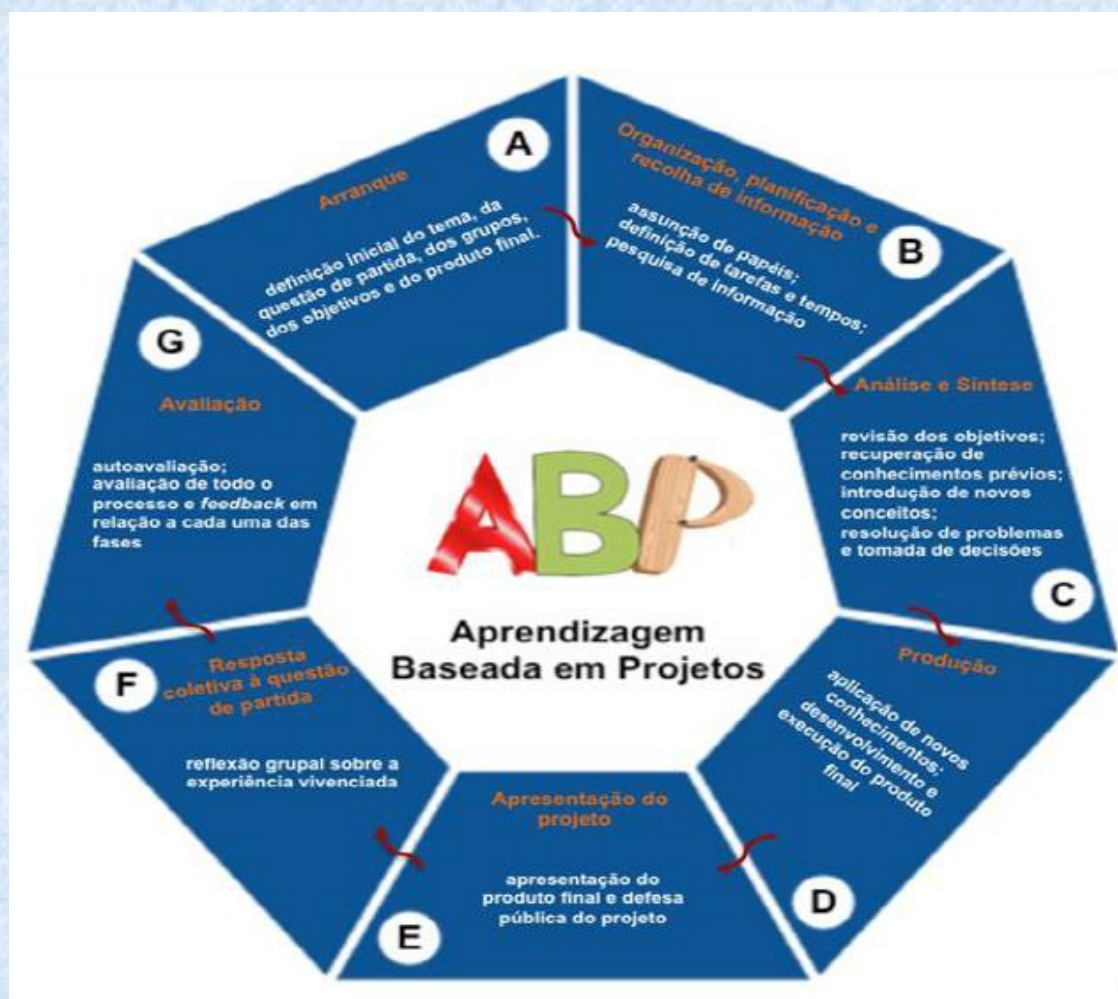 A
Arranque
definição inicial do tema, da
questão de partida, dos grupos,
dos objetivos e do produto final.
B
Organização, planificação e
recolha de informação
assunção de papéis;
definição de tarefas e tempos;
pesquisa de informação
C
Análise e Síntese
revisão dos objetivos;
recuperação de
conhecimentos prévios;
introdução de novos
conceitos;
resolução de problemas
e tomada de decisões
D
Produção
aplicação de novos
conhecimentos;
desenvolvimento e
execução do produto
final
E
Apresentação do
projeto
apresentação do
produto final e defesa
pública do projeto
F
Resposta
coletiva à questão
de partida
reflexão grupal sobre a
experiência vivenciada
G
Avaliação
autoavaliação;
avaliação de todo o
processo e feedback em
relação a cada uma das
fases
ABP
Aprendizagem
Baseada em Projetos